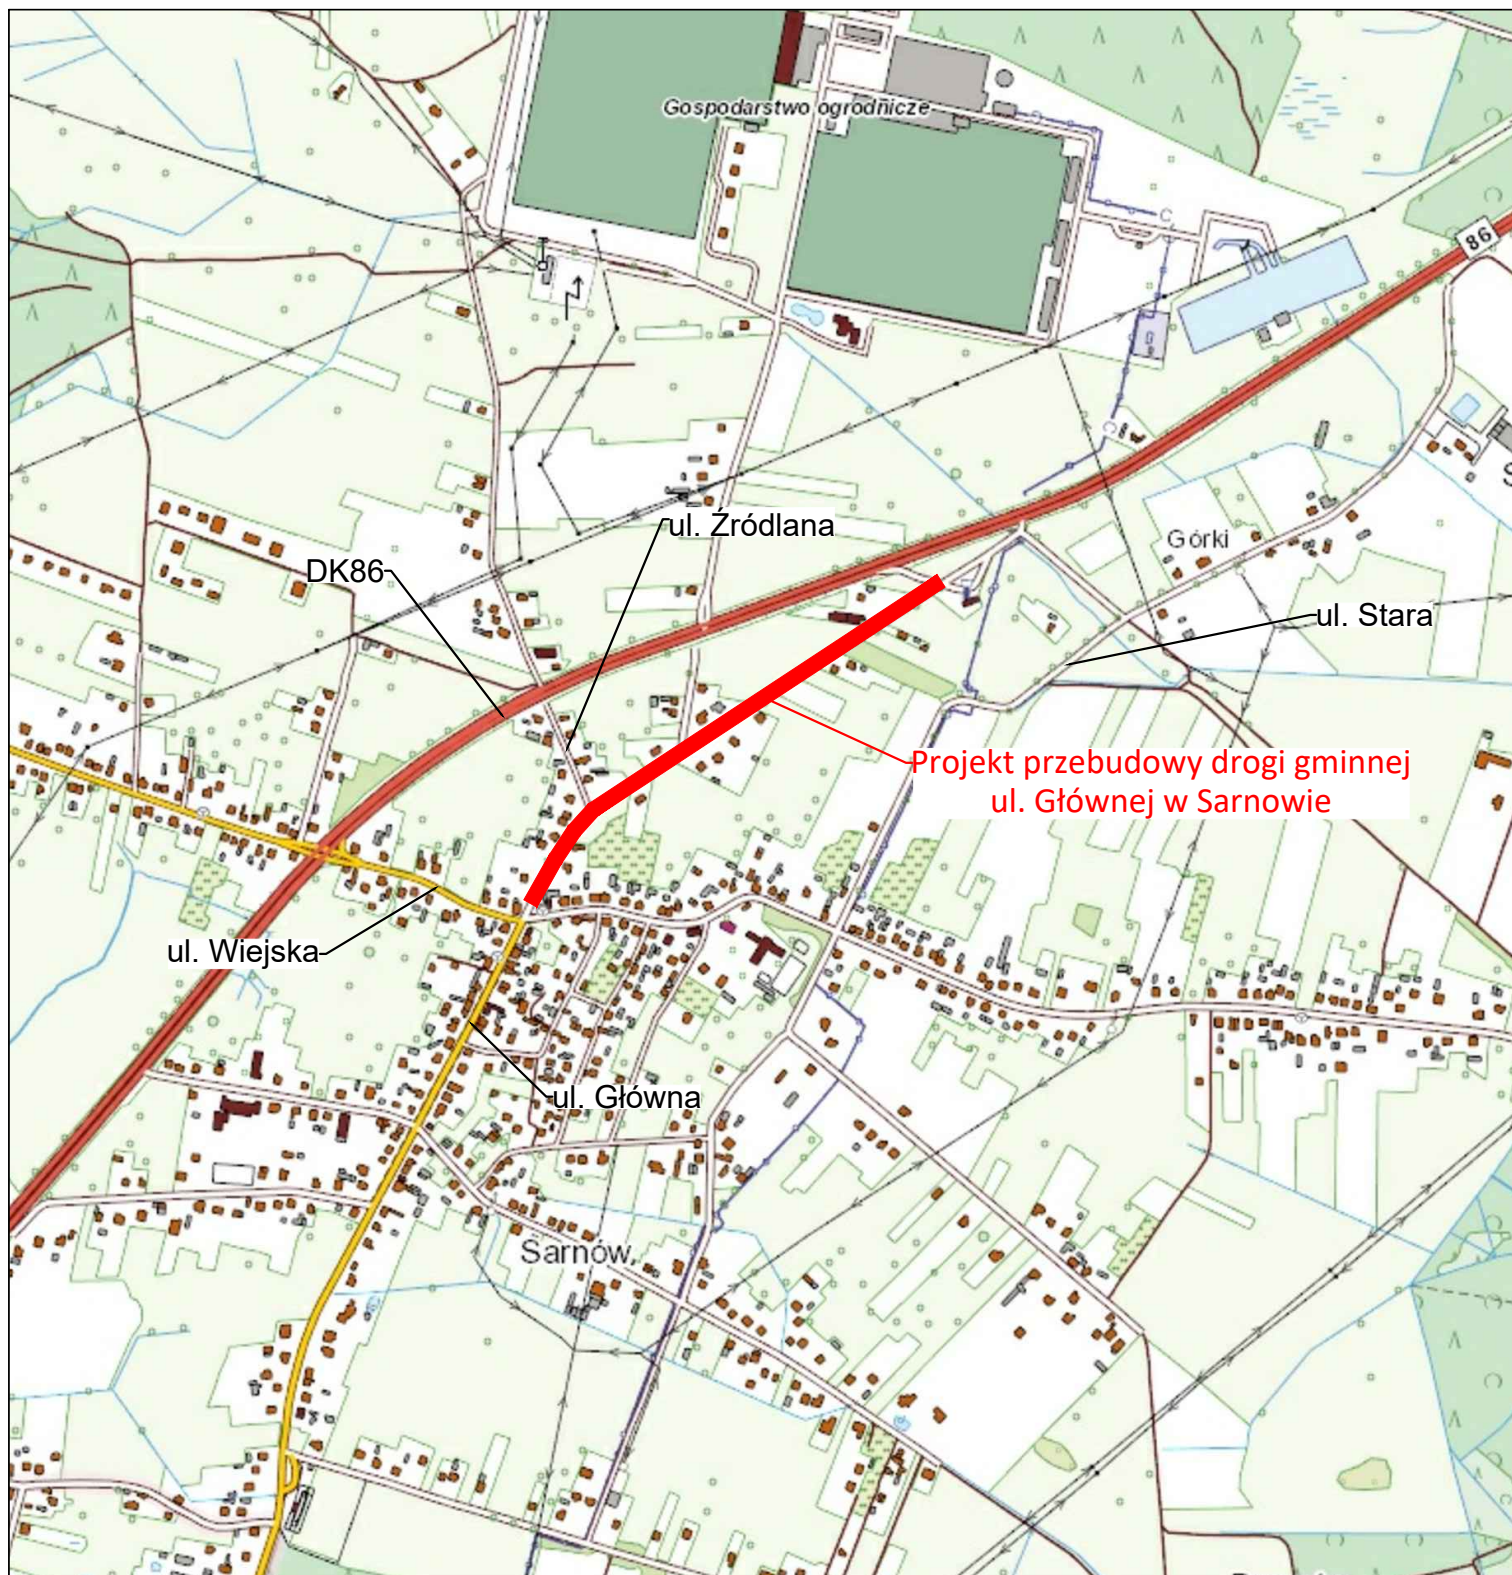 Gospodarstwo ogrodnicze
86
ul. Źródlana
Górki
DK86
ul. Stara
Projekt przebudowy drogi gminnej
ul. Głównej w Sarnowie
ul. Wiejska
ul. Główna
Sarnów